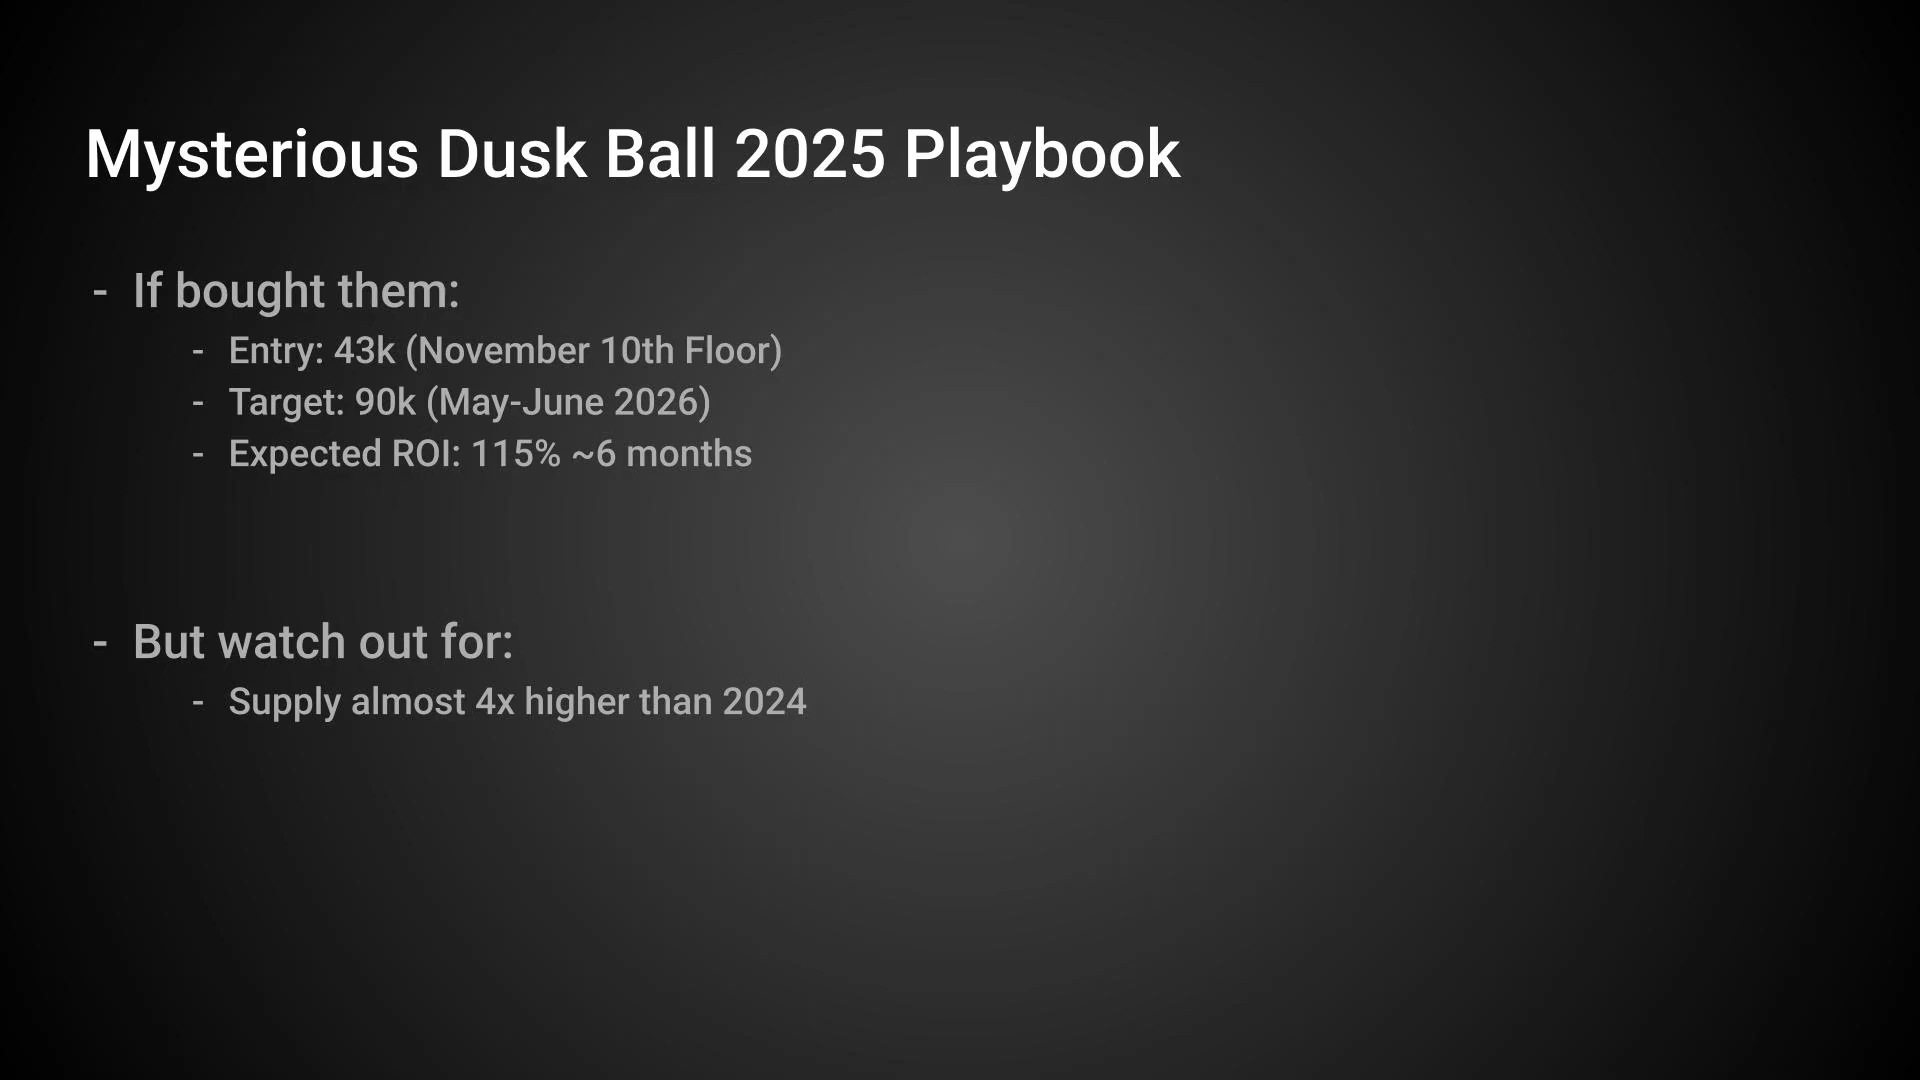 Mysterious Dusk Ball 2025 Playbook
- If bought them:
- Entry: 43k (November 10th Floor)
- Target: 90k (May-June 2026)
- Expected ROI: 115% ~6 months
- But watch out for:
- Supply almost 4x higher than 2024